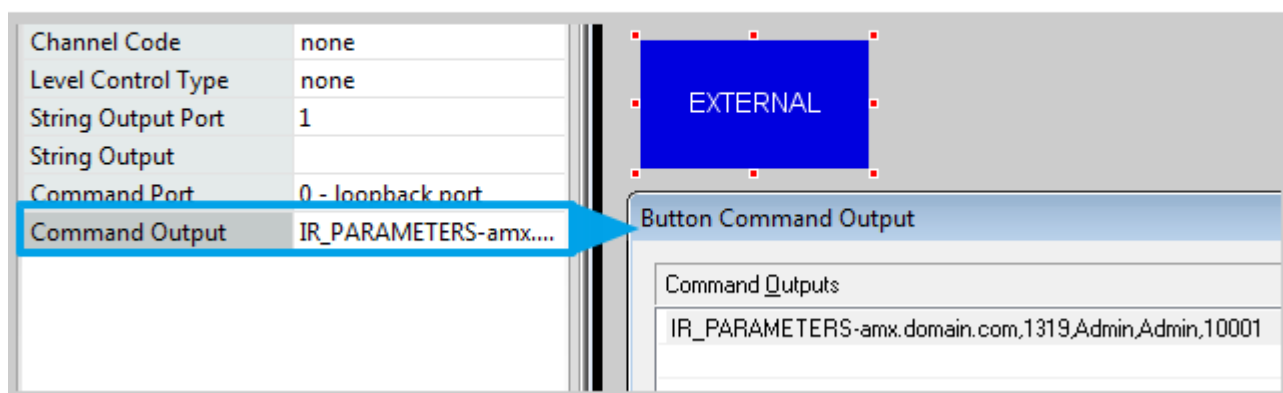 Channel Code none
Level Control Type none
String Output Port 1
String Output
Command Port 0 - loopback port
Command Output IR_PARAMETERS-amx....
EXTERNAL
Button Command Output
Command Outputs
IR_PARAMETERS-amx.domain.com,1319,Admin,Admin,10001